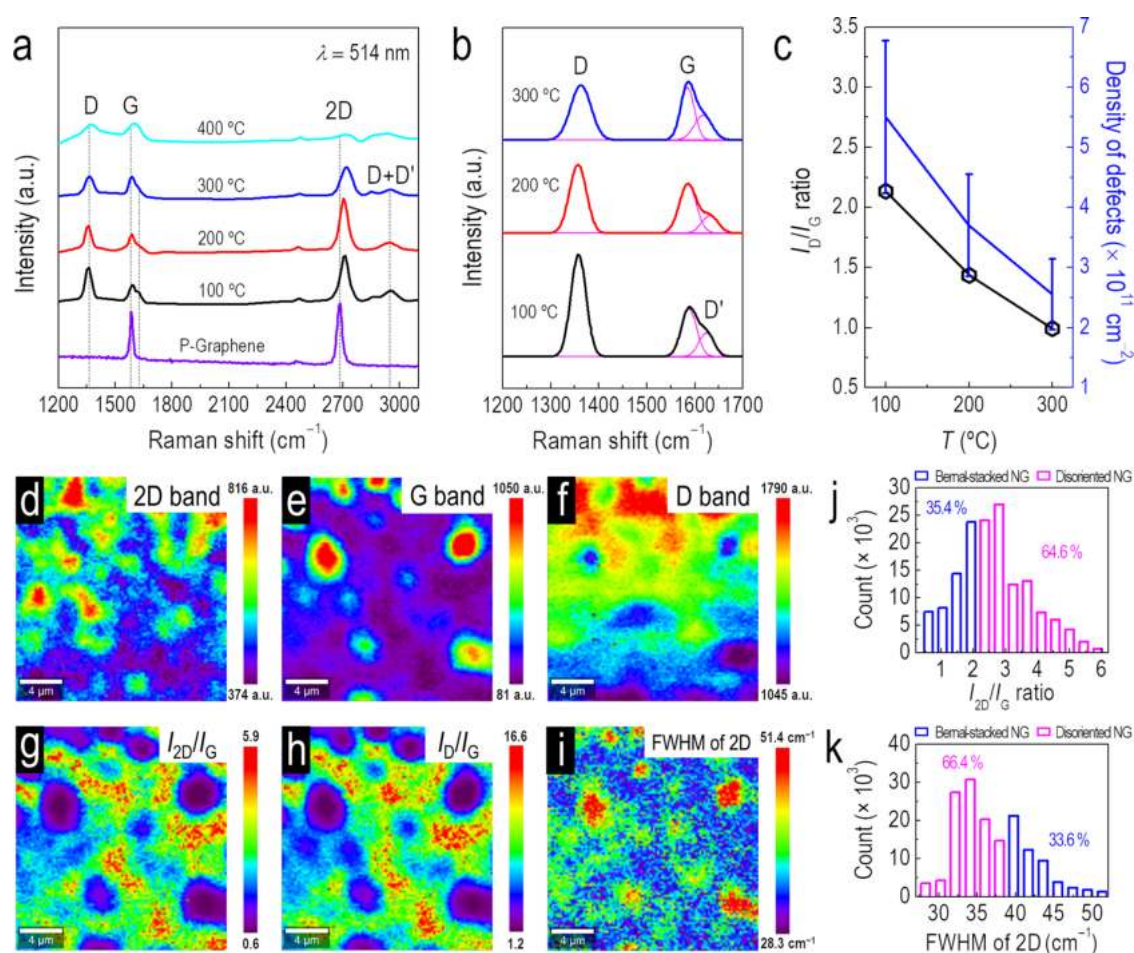 a
λ = 514 nm
D
G
2D
D+D'
400 ºC
300 ºC
200 ºC
100 ºC
P-Graphene
Intensity (a.u.)
1200 1500 1800 2100 2400 2700 3000
Raman shift (cm⁻¹)
b
D
G
300 ºC
200 ºC
100 ºC
D'
Intensity (a.u.)
1200 1300 1400 1500 1600 1700
Raman shift (cm⁻¹)
c
3.5
3.0
2.5
2.0
1.5
1.0
0.5
I_D/I_G ratio
7
6
5
4
3
2
1
Density of defects (× 10¹¹ cm⁻²)
100 200 300
T (ºC)
d
2D band
816 a.u.
374 a.u.
4 µm
e
G band
1050 a.u.
81 a.u.
4 µm
f
D band
1790 a.u.
1045 a.u.
4 µm
g
I_2D/I_G
5.9
0.6
4 µm
h
I_D/I_G
16.6
1.2
4 µm
i
FWHM of 2D
51.4 cm⁻¹
28.3 cm⁻¹
4 µm
j
Bernal-stacked NG Disoriented NG
35.4 %
64.6 %
30
25
20
15
10
5
0
Count (× 10³)
1 2 3 4 5 6
I_2D/I_G ratio
k
Bernal-stacked NG Disoriented NG
66.4 %
33.6 %
40
30
20
10
0
Count (× 10³)
30 35 40 45 50
FWHM of 2D (cm⁻¹)